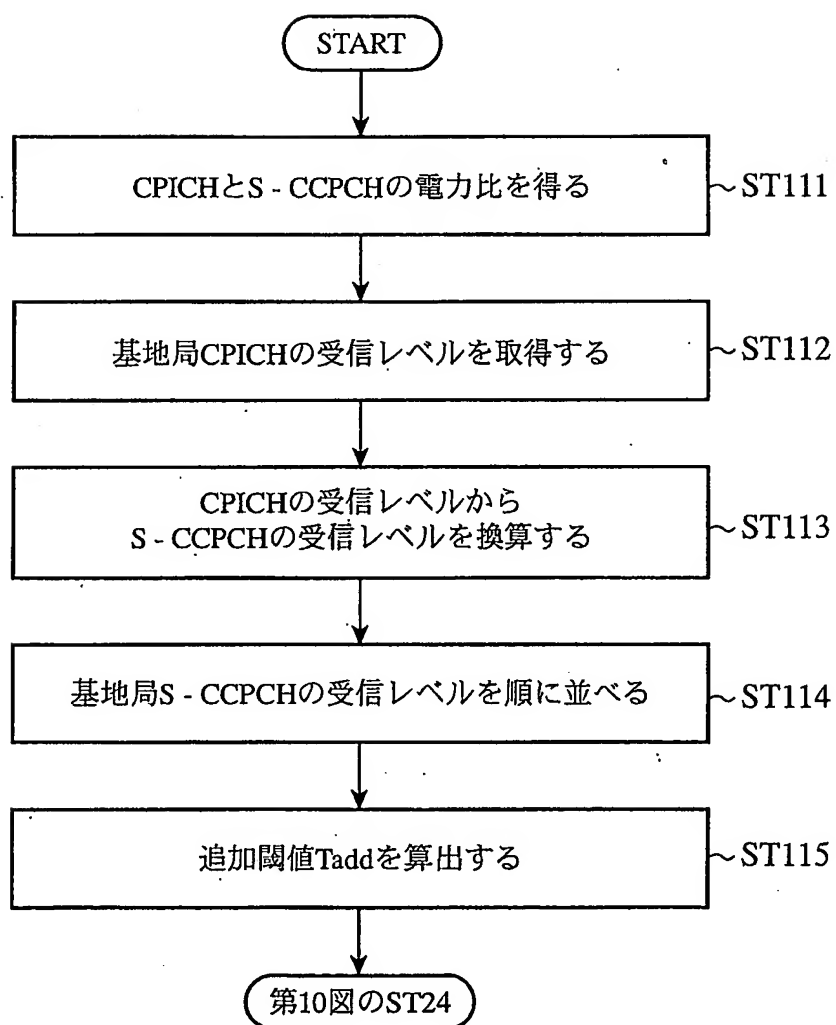 START
CPICHとS - CCPCHの電力比を得る
~ST111
基地局CPICHの受信レベルを取得する
~ST112
CPICHの受信レベルから
S - CCPCHの受信レベルを換算する
~ST113
基地局S - CCPCHの受信レベルを順に並べる
~ST114
追加閾値Taddを算出する
~ST115
第10図のST24